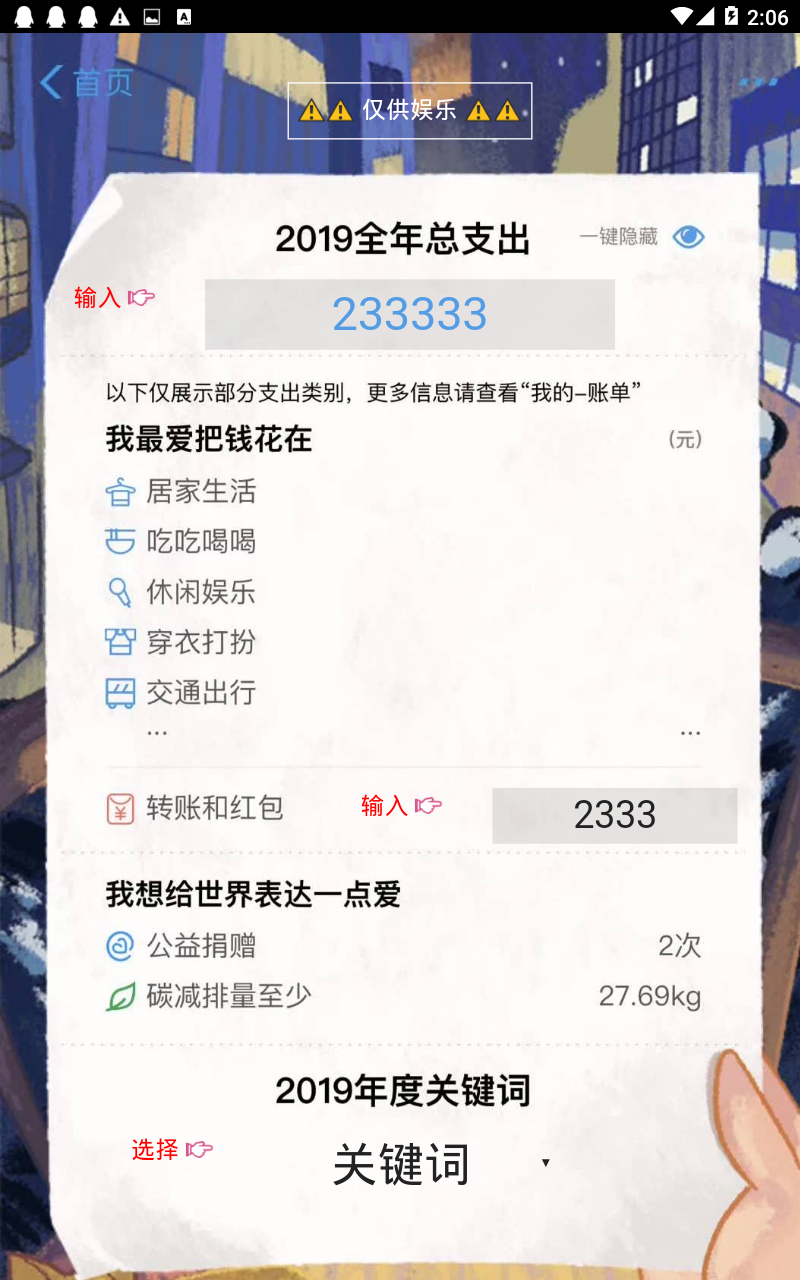 2:06
首页
仅供娱乐
2019全年总支出 一键隐藏
输入 233333
以下仅展示部分支出类别，更多信息请查看“我的-账单”
我最爱把钱花在 (元)
居家生活
吃吃喝喝
休闲娱乐
穿衣打扮
交通出行
... ...
转账和红包 输入 2333
我想给世界表达一点爱
公益捐赠 2次
碳减排量至少 27.69kg
2019年度关键词
选择 关键词